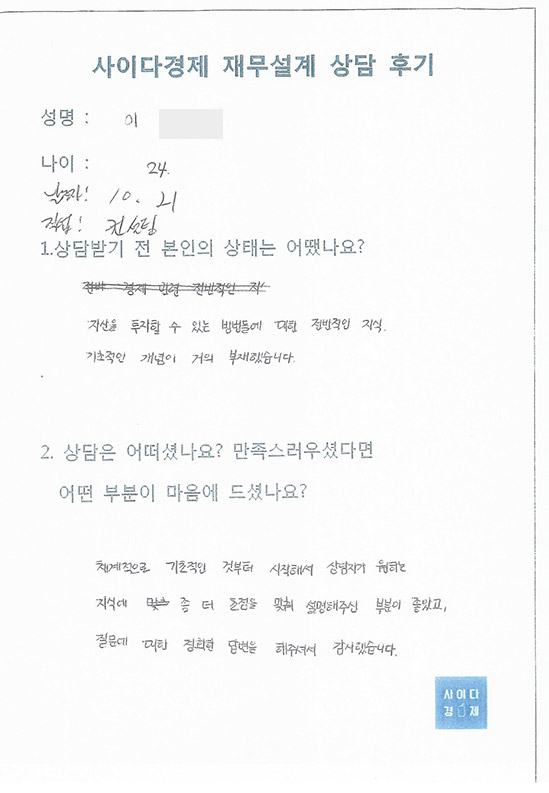 사이다경제 재무설계 상담 후기
성명 : 이
나이 : 24.
날짜! 10. 21
직업! 컨설팅
1.상담받기 전 본인의 상태는 어땠나요?
경제 관련 전반적인 지
자산을 투자할 수 있는 방법들에 대한 전반적인 지식.
기초적인 개념이 거의 부재했습니다.
2. 상담은 어떠셨나요? 만족스러우셨다면
어떤 부분이 마음에 드셨나요?
체계적으로 기초적인 것부터 시작해서 상담자가 원하는
지식에 맞추 좀 더 초점을 맞춰 설명해주신 부분이 좋았고,
질문에 대한 정확한 답변을 해주셔서 감사했습니다.
사이다
경제